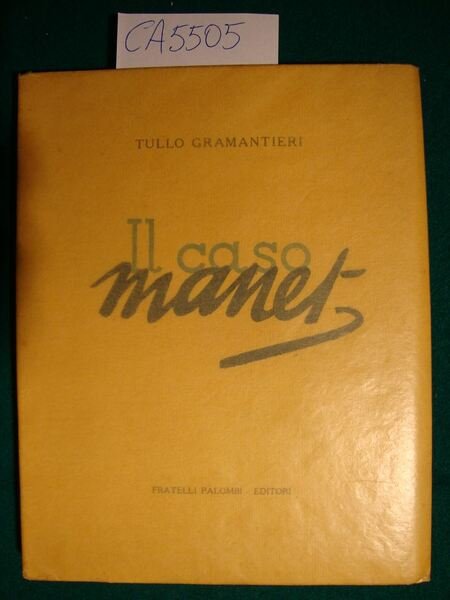 CA5505
TULLO GRAMANTIERI
Il caso
manet
FRATELLI PALOMBI - EDITORI